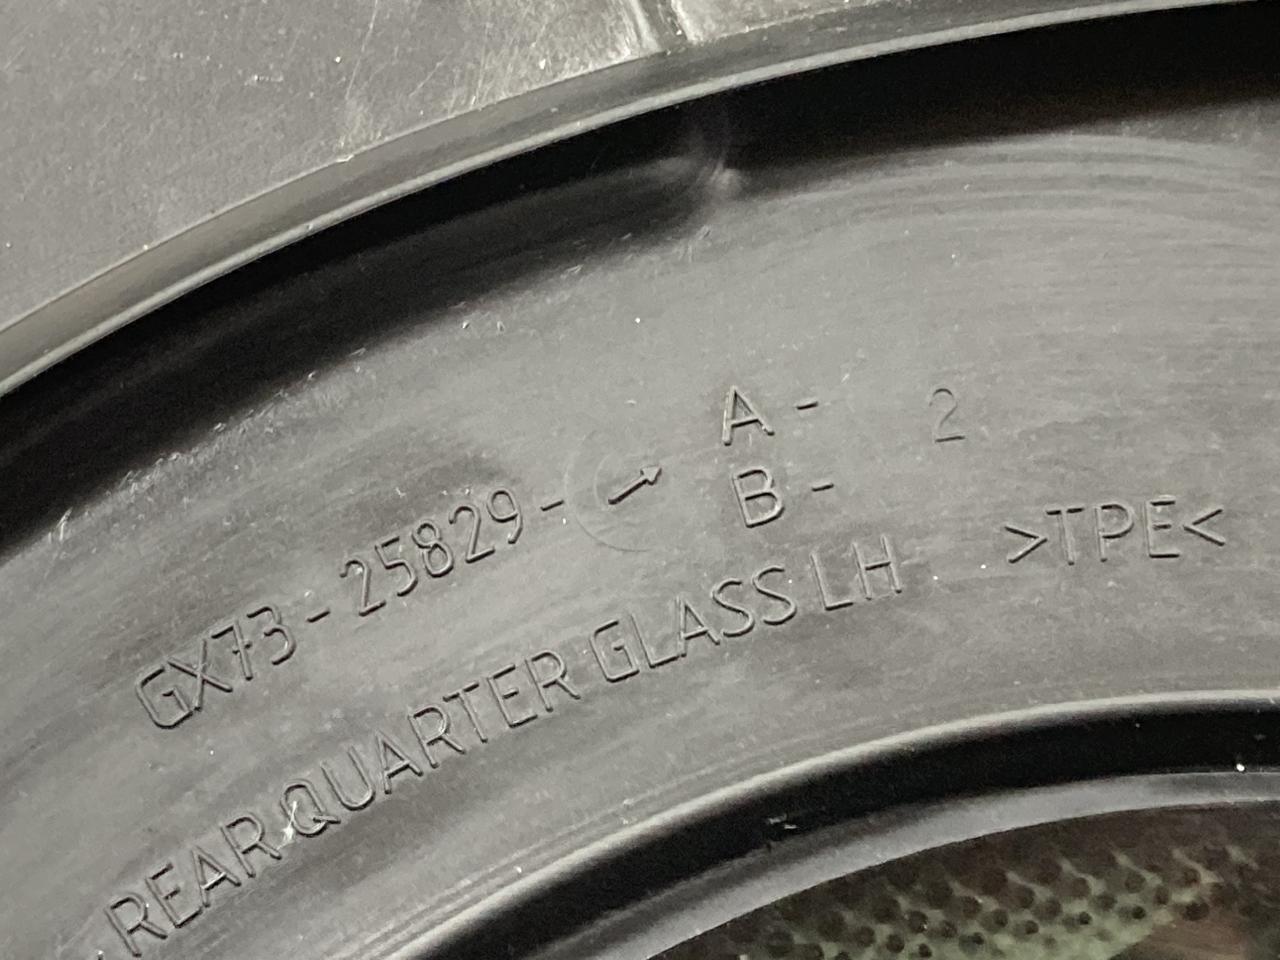 GX73-25829- → A-
B-
2
REAR QUARTER GLASS LH
>TPE<